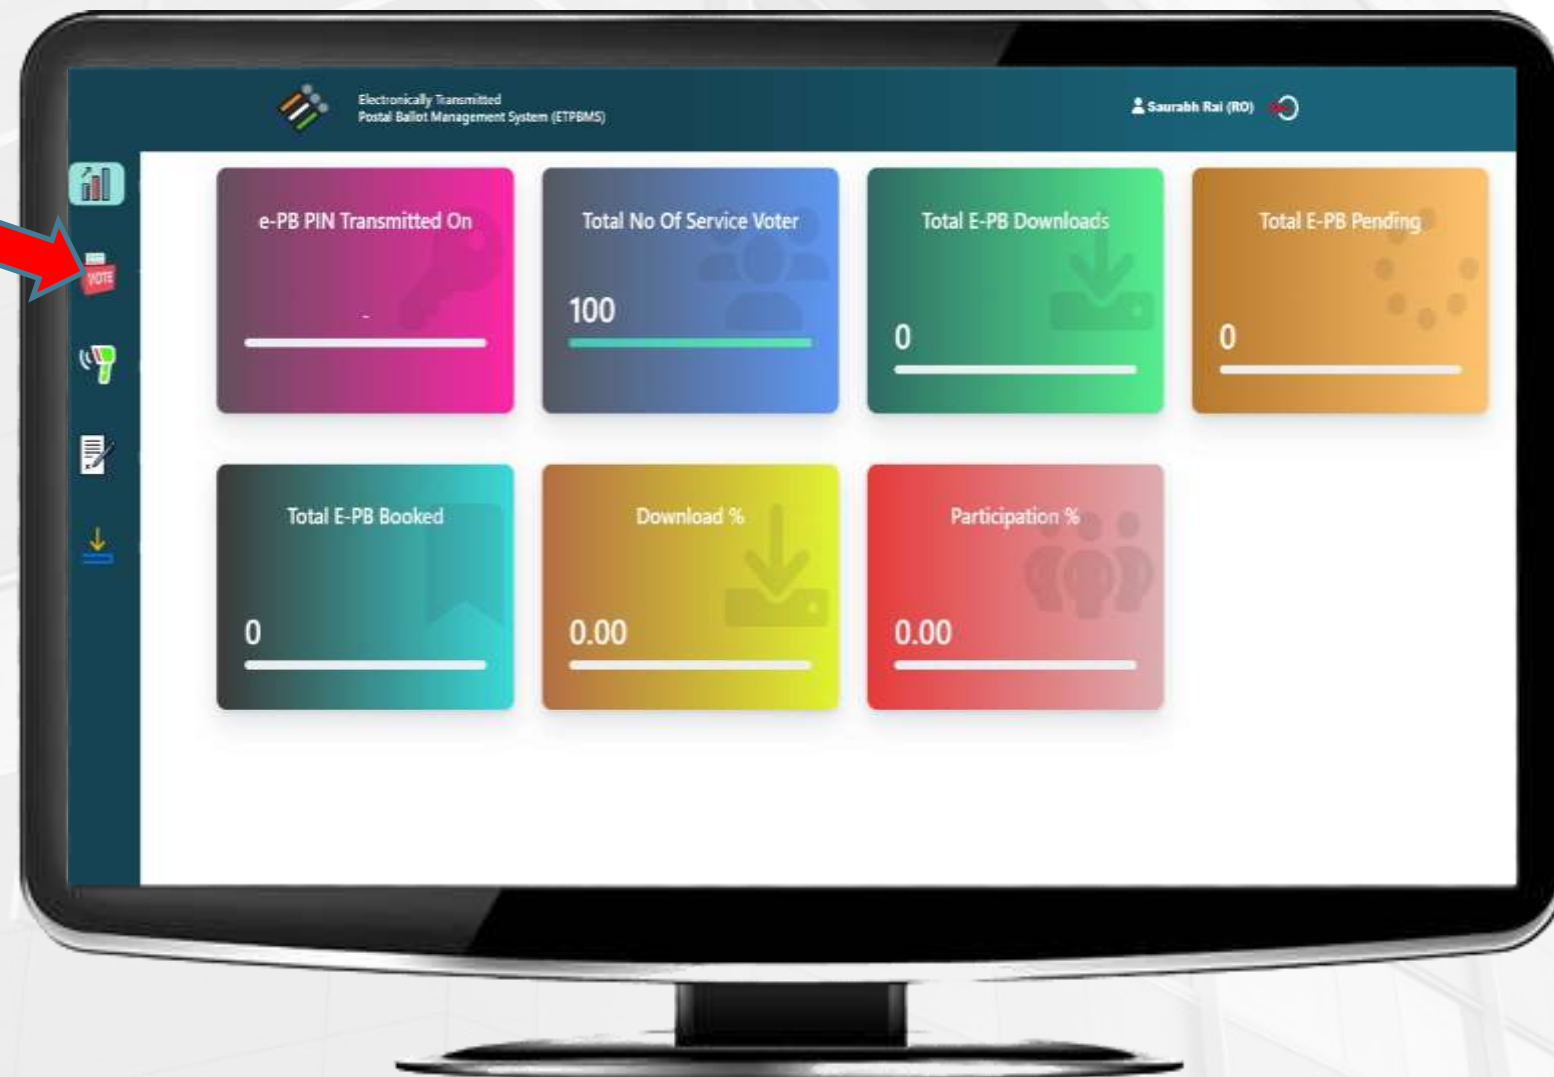 Electronically Transmitted
Postal Ballot Management System (ETPBMS)
Saurabh Rai (RO)
e-PB PIN Transmitted On
-
Total No Of Service Voter
100
Total E-PB Downloads
0
Total E-PB Pending
0
VOTE
Total E-PB Booked
0
Download %
0.00
Participation %
0.00